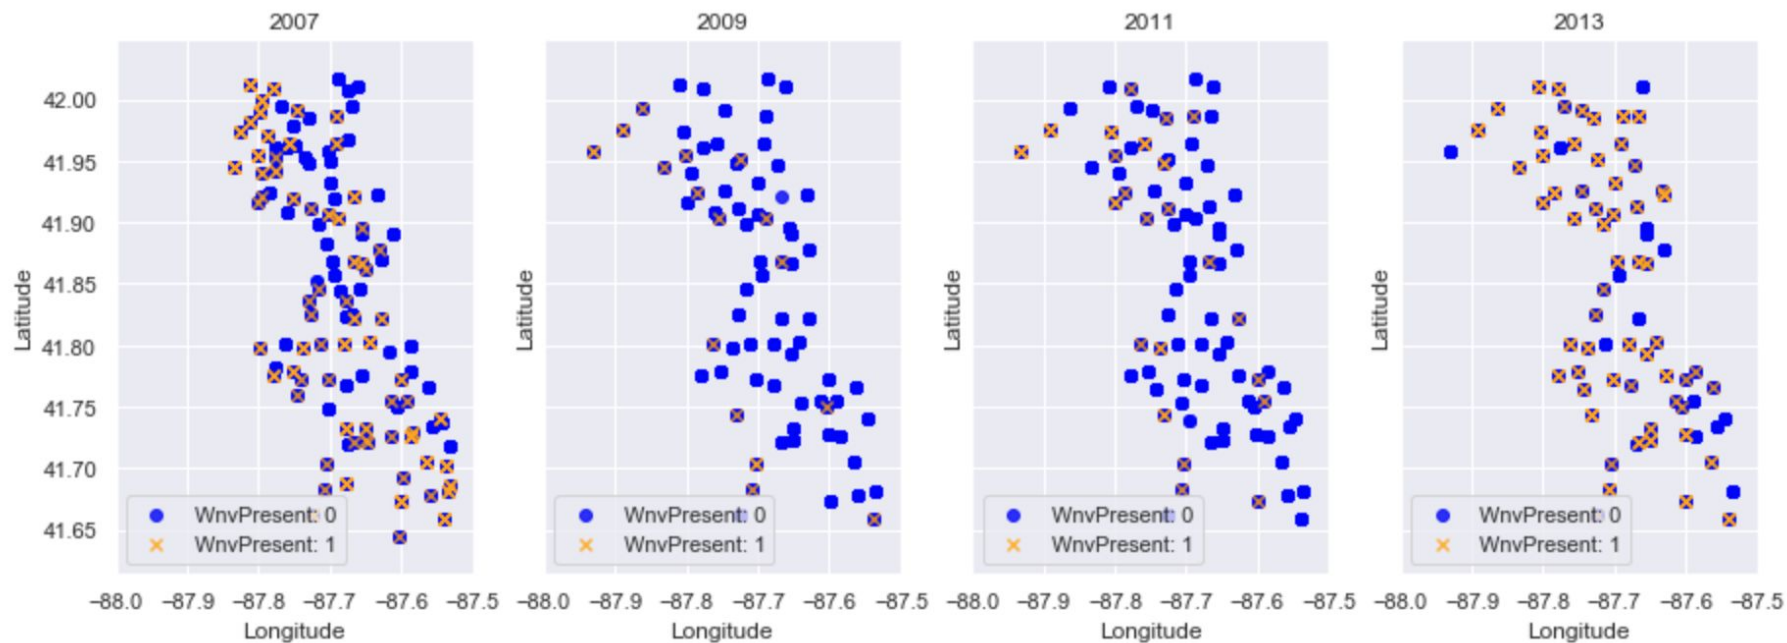 2007
2009
2011
2013
Latitude
42.00
41.95
41.90
41.85
41.80
41.75
41.70
41.65
WnvPresent: 0
WnvPresent: 1
−88.0 −87.9 −87.8 −87.7 −87.6 −87.5
Longitude
Latitude
WnvPresent: 0
WnvPresent: 1
−88.0 −87.9 −87.8 −87.7 −87.6 −87.5
Longitude
Latitude
WnvPresent: 0
WnvPresent: 1
−88.0 −87.9 −87.8 −87.7 −87.6 −87.5
Longitude
Latitude
WnvPresent: 0
WnvPresent: 1
−88.0 −87.9 −87.8 −87.7 −87.6 −87.5
Longitude